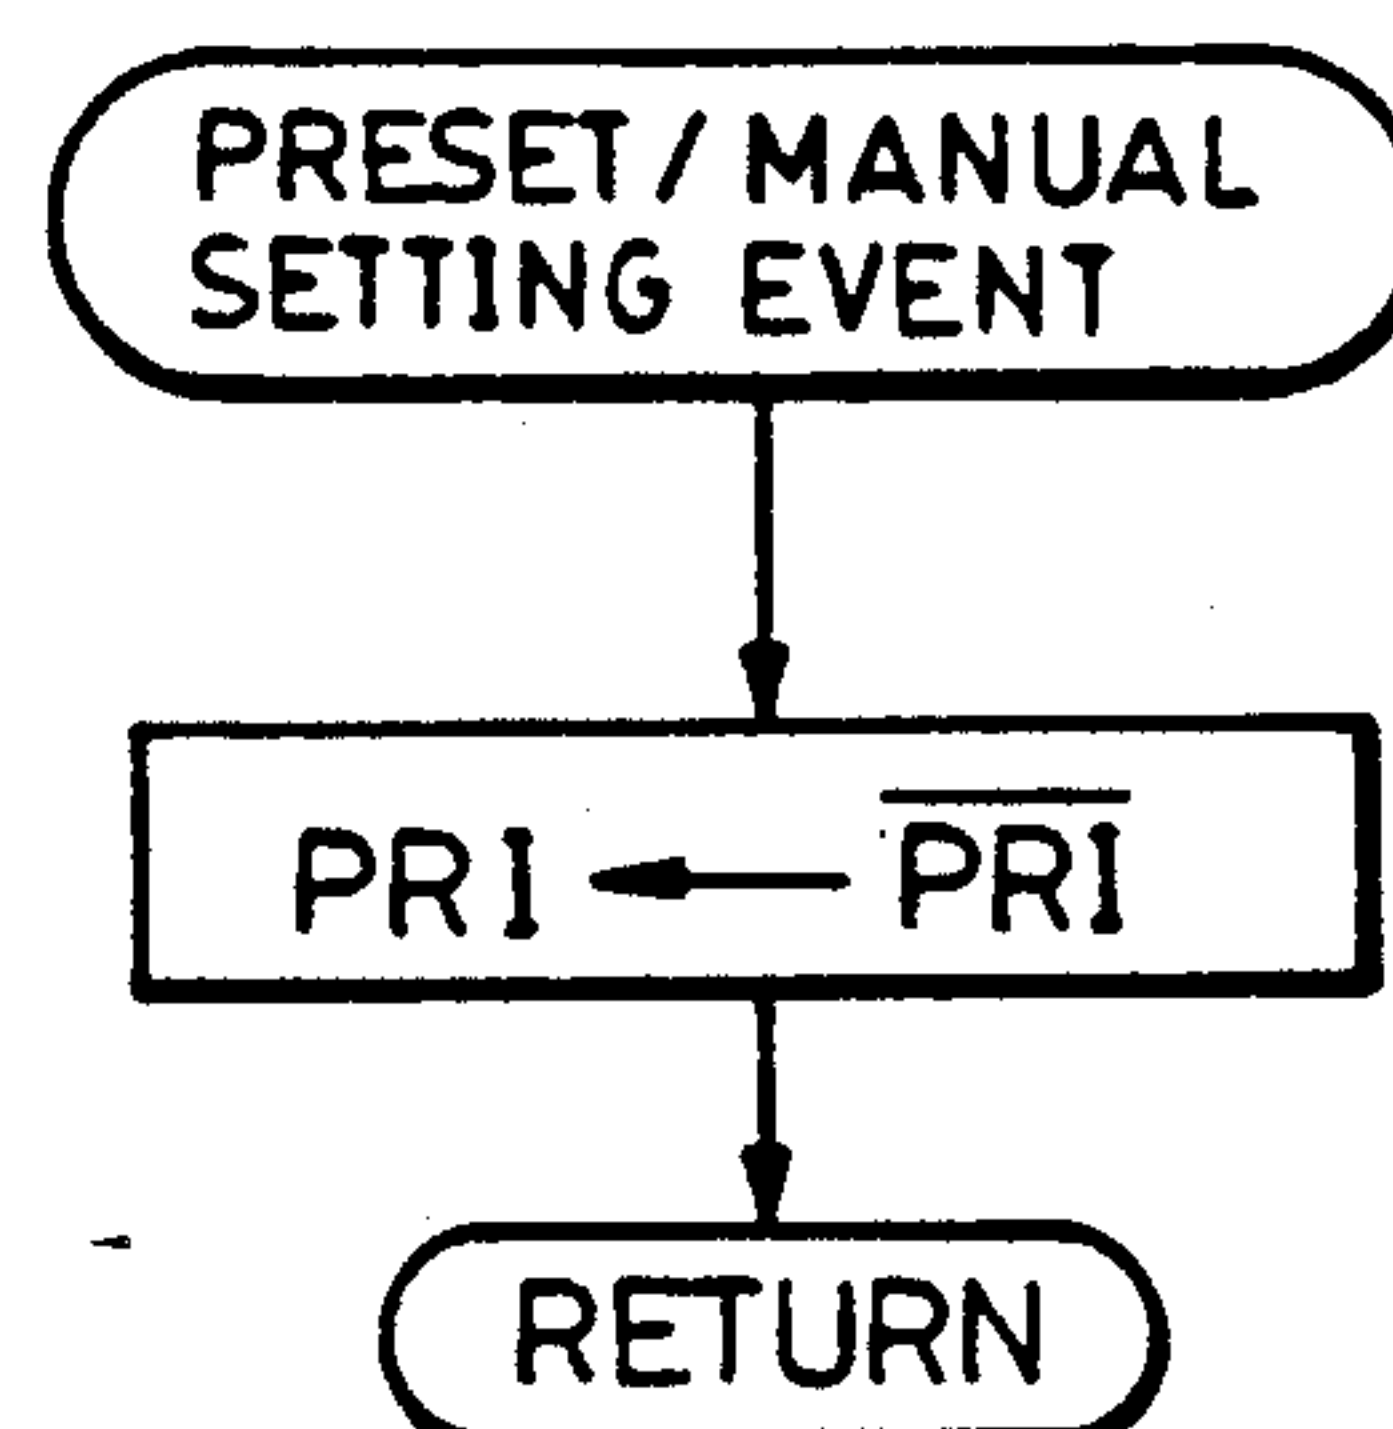 PRESET / MANUAL
SETTING EVENT
PRI ← P̅R̅I̅
RETURN